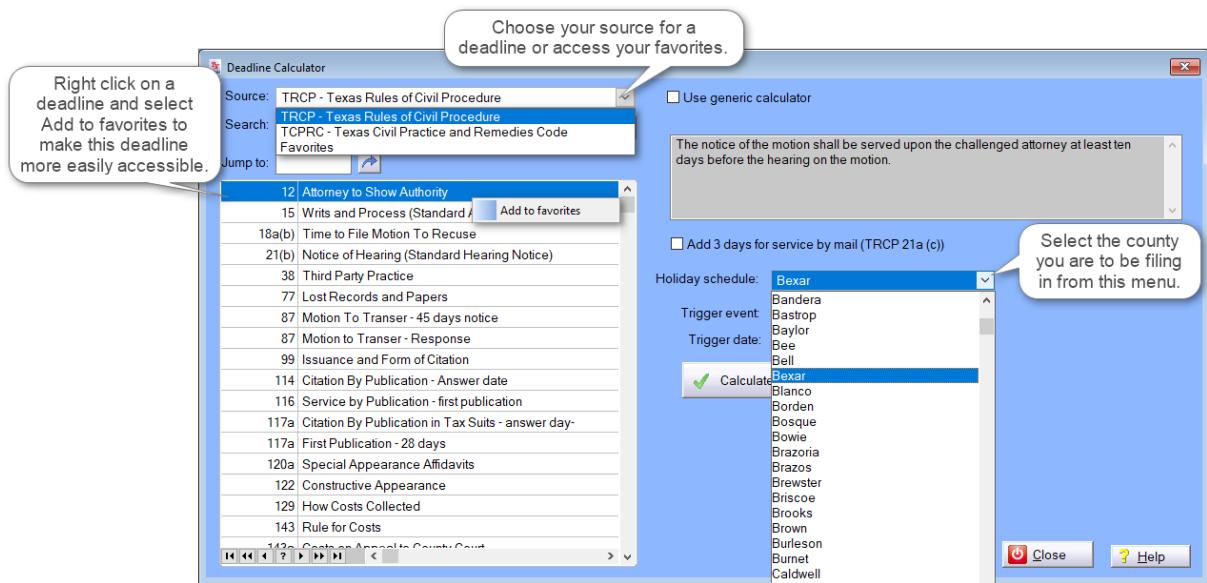 Choose your source for a
deadline or access your favorites.
Deadline Calculator
Right click on a
deadline and select
Add to favorites to
make this deadline
more easily accessible.
Source: TRCP - Texas Rules of Civil Procedure
TRCP - Texas Rules of Civil Procedure
Search:
TCPRC - Texas Civil Practice and Remedies Code
Favorites
Jump to:
12 Attorney to Show Authority
15 Writs and Process (Standard
Add to favorites
18a(b) Time to File Motion To Recuse
21(b) Notice of Hearing (Standard Hearing Notice)
38 Third Party Practice
77 Lost Records and Papers
87 Motion To Transer - 45 days notice
87 Motion to Transer - Response
99 Issuance and Form of Citation
114 Citation By Publication - Answer date
116 Service by Publication - first publication
117a Citation By Publication in Tax Suits - answer day-
117a First Publication - 28 days
120a Special Appearance Affidavits
122 Constructive Appearance
129 How Costs Collected
143 Rule for Costs
143a Costs on Appeal to County Court
Use generic calculator
The notice of the motion shall be served upon the challenged attorney at least ten
days before the hearing on the motion.
Add 3 days for service by mail (TRCP 21a (c))
Select the county
you are to be filing
in from this menu.
Holiday schedule: Bexar
Trigger event:
Trigger date:
Calculate
Bandera
Bastrop
Baylor
Bee
Bell
Bexar
Blanco
Borden
Bosque
Bowie
Brazoria
Brazos
Brewster
Briscoe
Brooks
Brown
Burleson
Burnet
Caldwell
Close
Help